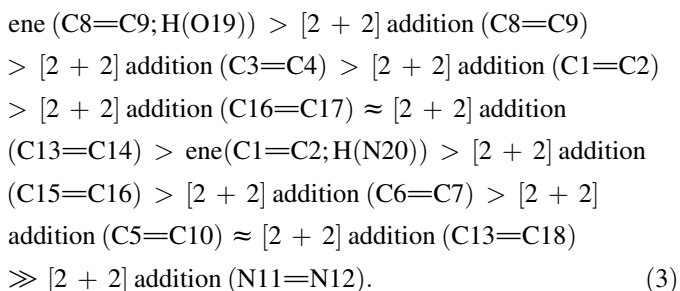 ene (C8=C9; H(O19)) > [2 + 2] addition (C8=C9)
> [2 + 2] addition (C3=C4) > [2 + 2] addition (C1=C2)
> [2 + 2] addition (C16=C17) ≈ [2 + 2] addition
(C13=C14) > ene(C1=C2; H(N20)) > [2 + 2] addition
(C15=C16) > [2 + 2] addition (C6=C7) > [2 + 2]
addition (C5=C10) ≈ [2 + 2] addition (C13=C18)
≫ [2 + 2] addition (N11=N12). (3)